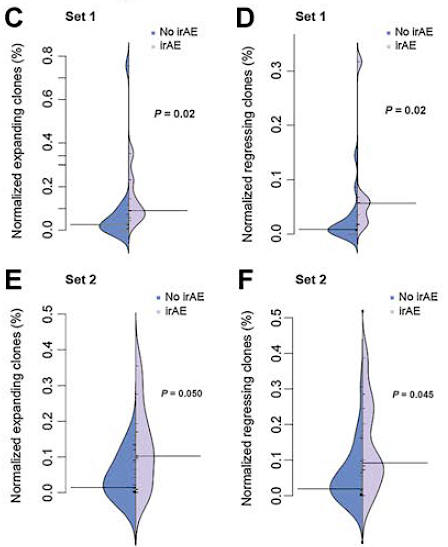 C
Set 1
No irAE
irAE
Normalized expanding clones (%)
0.8
0.6
0.4
0.2
0.0
P = 0.02
D
Set 1
No irAE
irAE
Normalized regressing clones (%)
0.3
0.2
0.1
0.0
P = 0.02
E
Set 2
No irAE
irAE
Normalized expanding clones (%)
0.5
0.4
0.3
0.2
0.1
0.0
P = 0.050
F
Set 2
No irAE
irAE
Normalized regressing clones (%)
0.5
0.4
0.3
0.2
0.1
0.0
P = 0.045